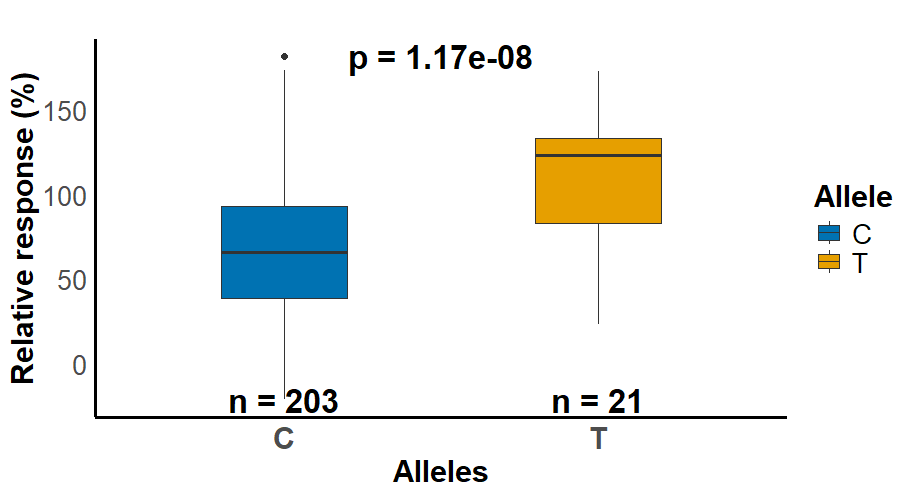 p = 1.17e-08
Relative response (%)
150
100
50
0
n = 203
n = 21
C
T
Alleles
Allele
C
T